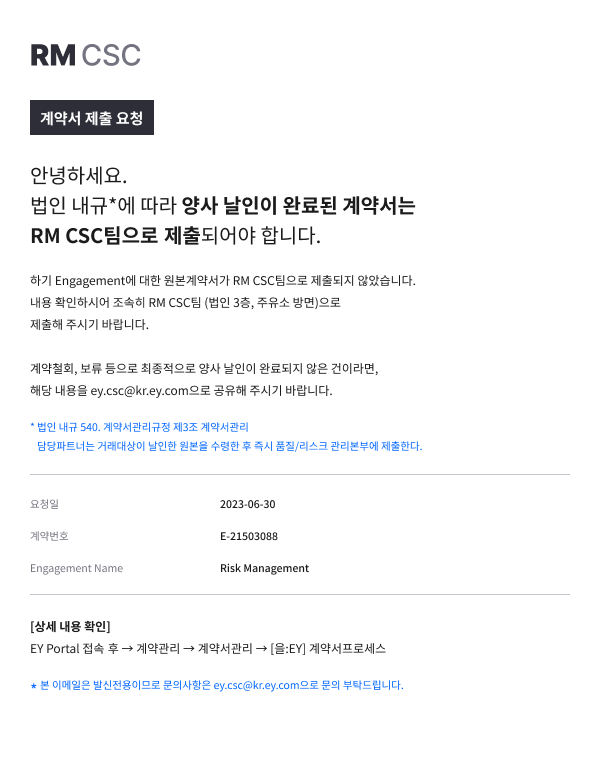 RM CSC
계약서 제출 요청
안녕하세요.
법인 내규*에 따라 양사 날인이 완료된 계약서는
RM CSC팀으로 제출되어야 합니다.
하기 Engagement에 대한 원본계약서가 RM CSC팀으로 제출되지 않았습니다.
내용 확인하시어 조속히 RM CSC팀 (법인 3층, 주유소 방면)으로
제출해 주시기 바랍니다.
계약철회, 보류 등으로 최종적으로 양사 날인이 완료되지 않은 건이라면,
해당 내용을 ey.csc@kr.ey.com으로 공유해 주시기 바랍니다.
* 법인 내규 540. 계약서관리규정 제3조 계약서관리
담당파트너는 거래대상이 날인한 원본을 수령한 후 즉시 품질/리스크 관리본부에 제출한다.
요청일 2023-06-30
계약번호 E-21503088
Engagement Name Risk Management
[상세 내용 확인]
EY Portal 접속 후 → 계약관리 → 계약서관리 → [을:EY] 계약서프로세스
* 본 이메일은 발신전용이므로 문의사항은 ey.csc@kr.ey.com으로 문의 부탁드립니다.